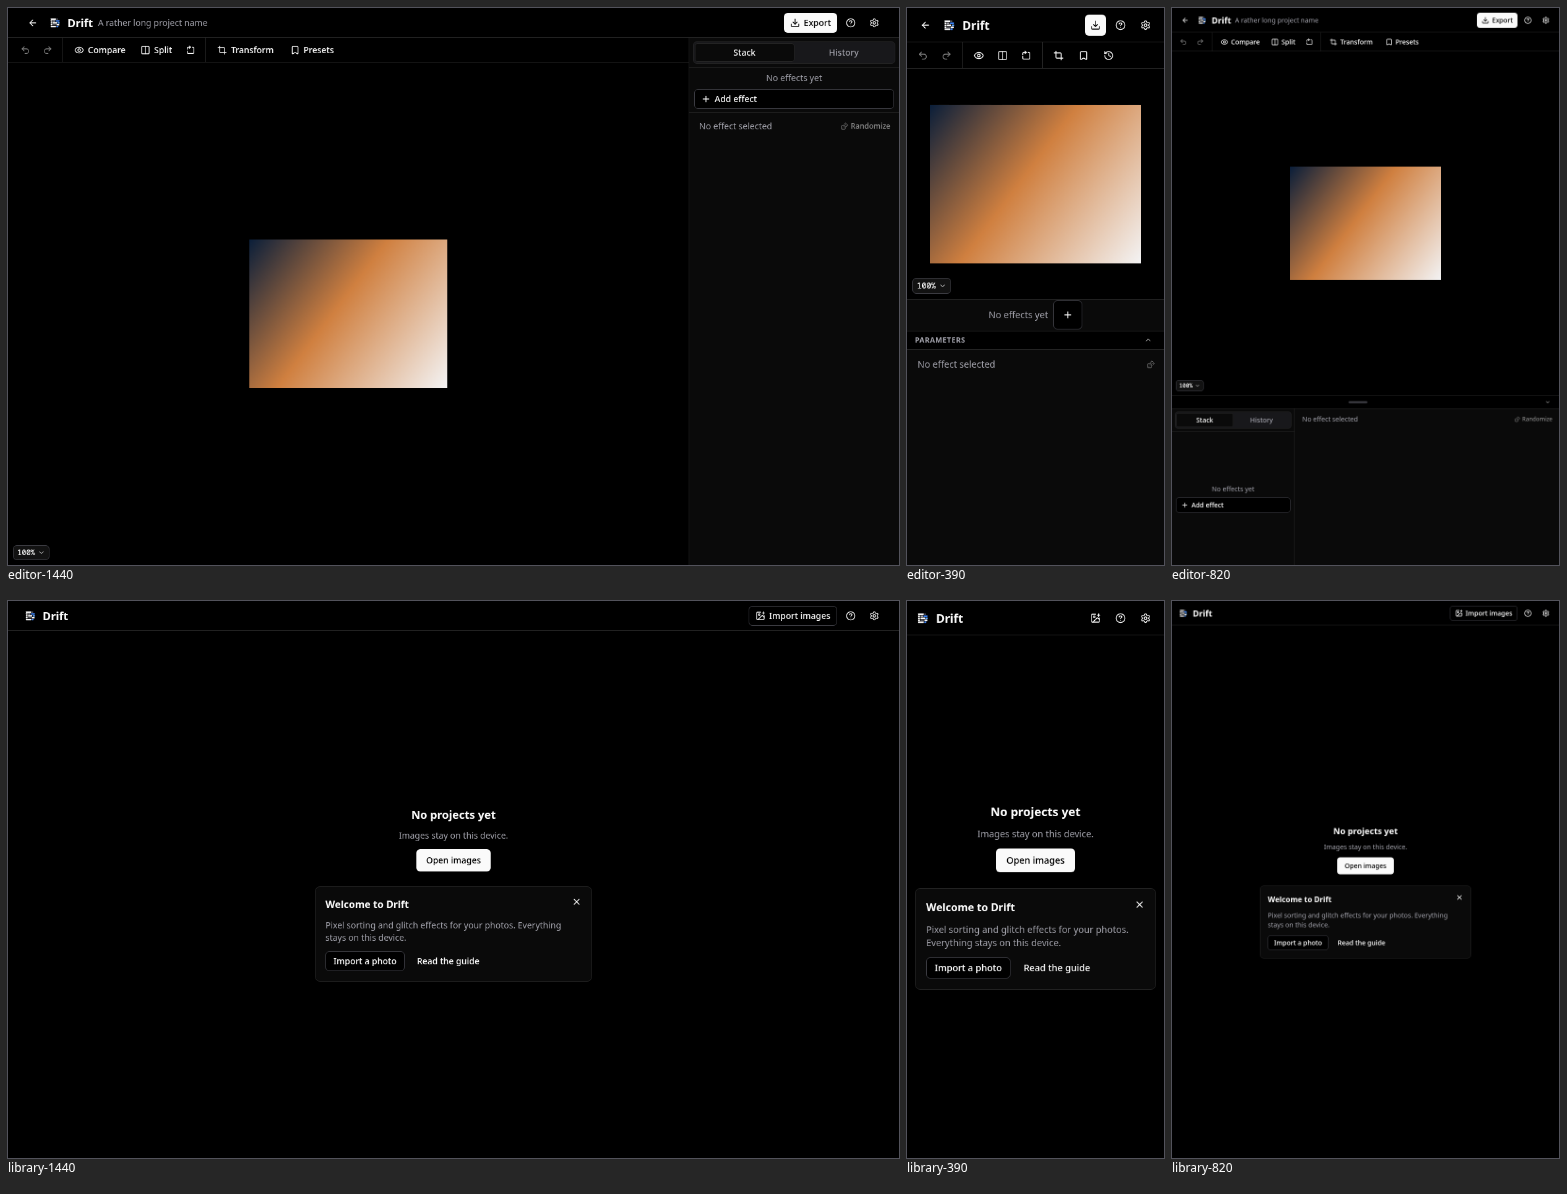 Drift A rather long project name
Export
Compare Split Transform Presets
Stack History
No effects yet
Add effect
No effect selected Randomize
100%
editor-1440
Drift
100%
No effects yet
PARAMETERS
No effect selected
editor-390
Drift A rather long project name
Export
Compare Split Transform Presets
100%
Stack History
No effect selected Randomize
No effects yet
Add effect
editor-820
Drift
Import images
No projects yet
Images stay on this device.
Open images
Welcome to Drift
Pixel sorting and glitch effects for your photos. Everything
stays on this device.
Import a photo Read the guide
library-1440
Drift
No projects yet
Images stay on this device.
Open images
Welcome to Drift
Pixel sorting and glitch effects for your photos.
Everything stays on this device.
Import a photo Read the guide
library-390
Drift
Import images
No projects yet
Images stay on this device.
Open images
Welcome to Drift
Pixel sorting and glitch effects for your photos. Everything
stays on this device.
Import a photo Read the guide
library-820